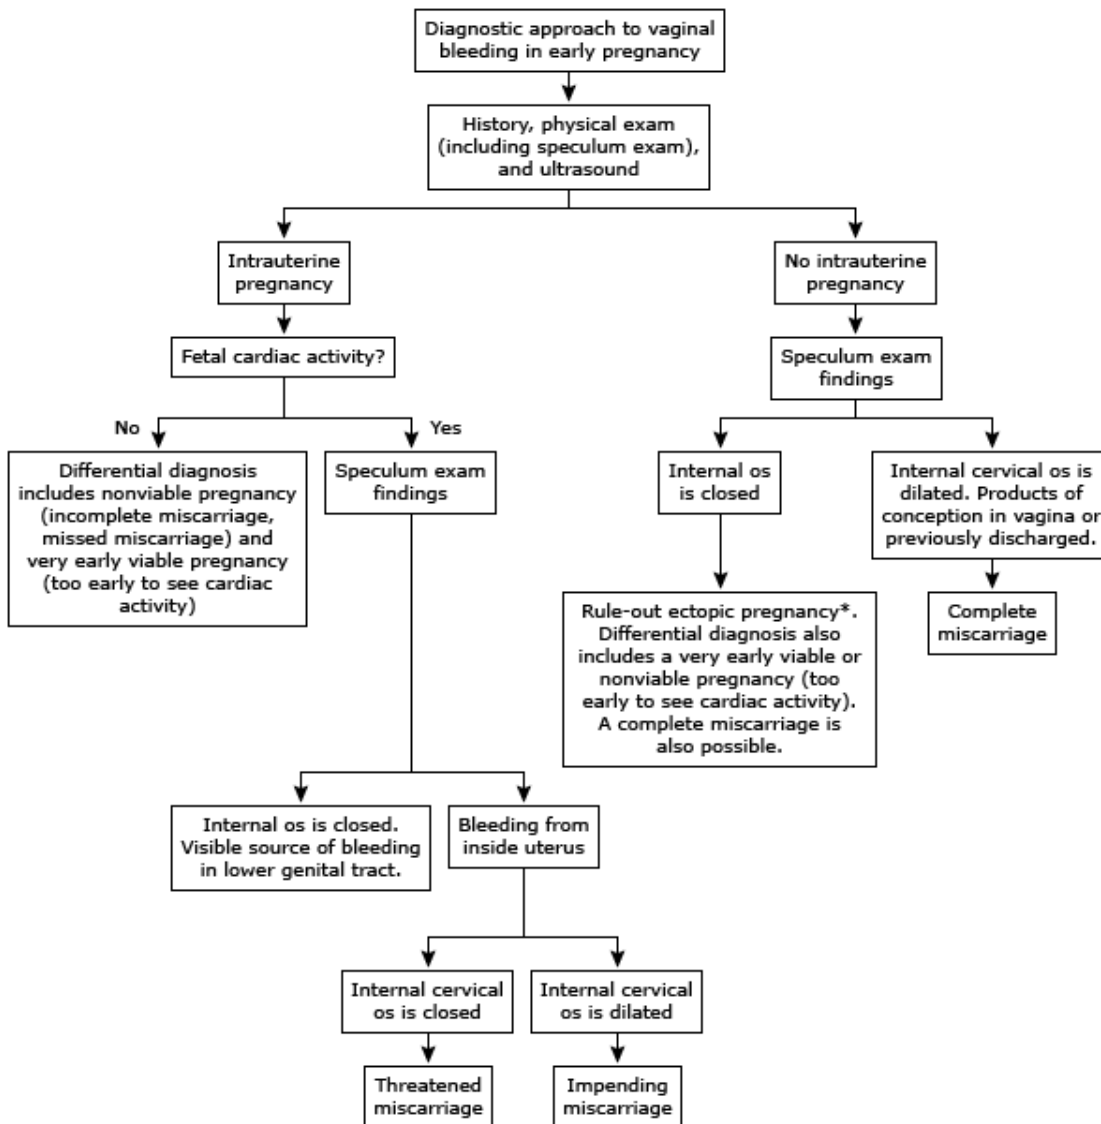 Diagnostic approach to vaginal
bleeding in early pregnancy
History, physical exam
(including speculum exam),
and ultrasound
Intrauterine
pregnancy
No intrauterine
pregnancy
Fetal cardiac activity?
Speculum exam
findings
No
Yes
Differential diagnosis
includes nonviable pregnancy
(incomplete miscarriage,
missed miscarriage) and
very early viable pregnancy
(too early to see cardiac
activity)
Speculum exam
findings
Internal os
is closed
Internal cervical os is
dilated. Products of
conception in vagina or
previously discharged.
Rule-out ectopic pregnancy*.
Differential diagnosis also
includes a very early viable or
nonviable pregnancy (too
early to see cardiac activity).
A complete miscarriage is
also possible.
Complete
miscarriage
Internal os is closed.
Visible source of bleeding
in lower genital tract.
Bleeding from
inside uterus
Internal cervical
os is closed
Internal cervical
os is dilated
Threatened
miscarriage
Impending
miscarriage